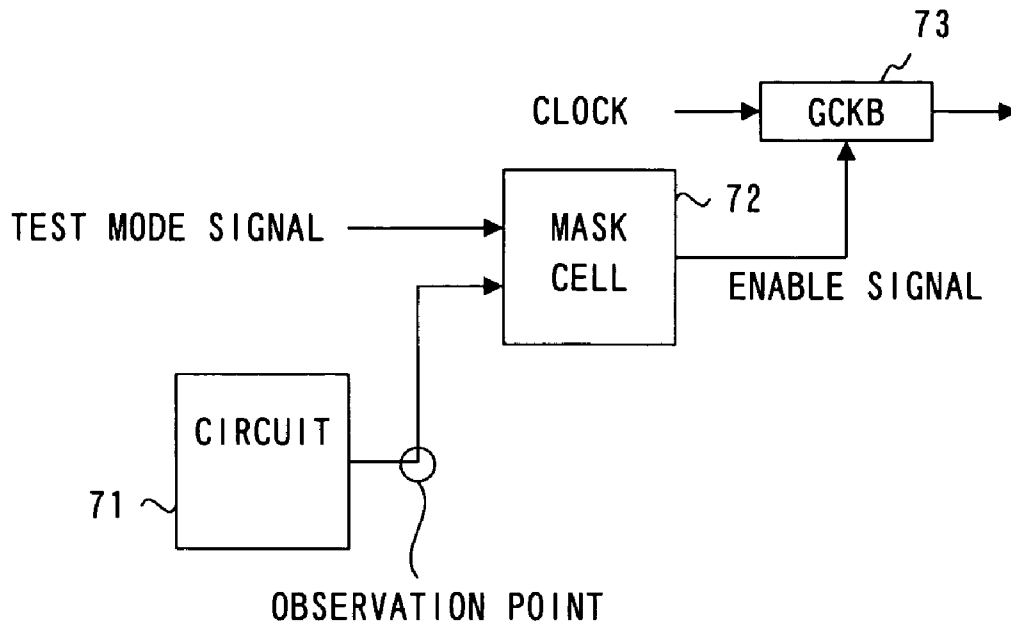 73
CLOCK
GCKB
72
TEST MODE SIGNAL
MASK
CELL
ENABLE SIGNAL
CIRCUIT
71
OBSERVATION POINT